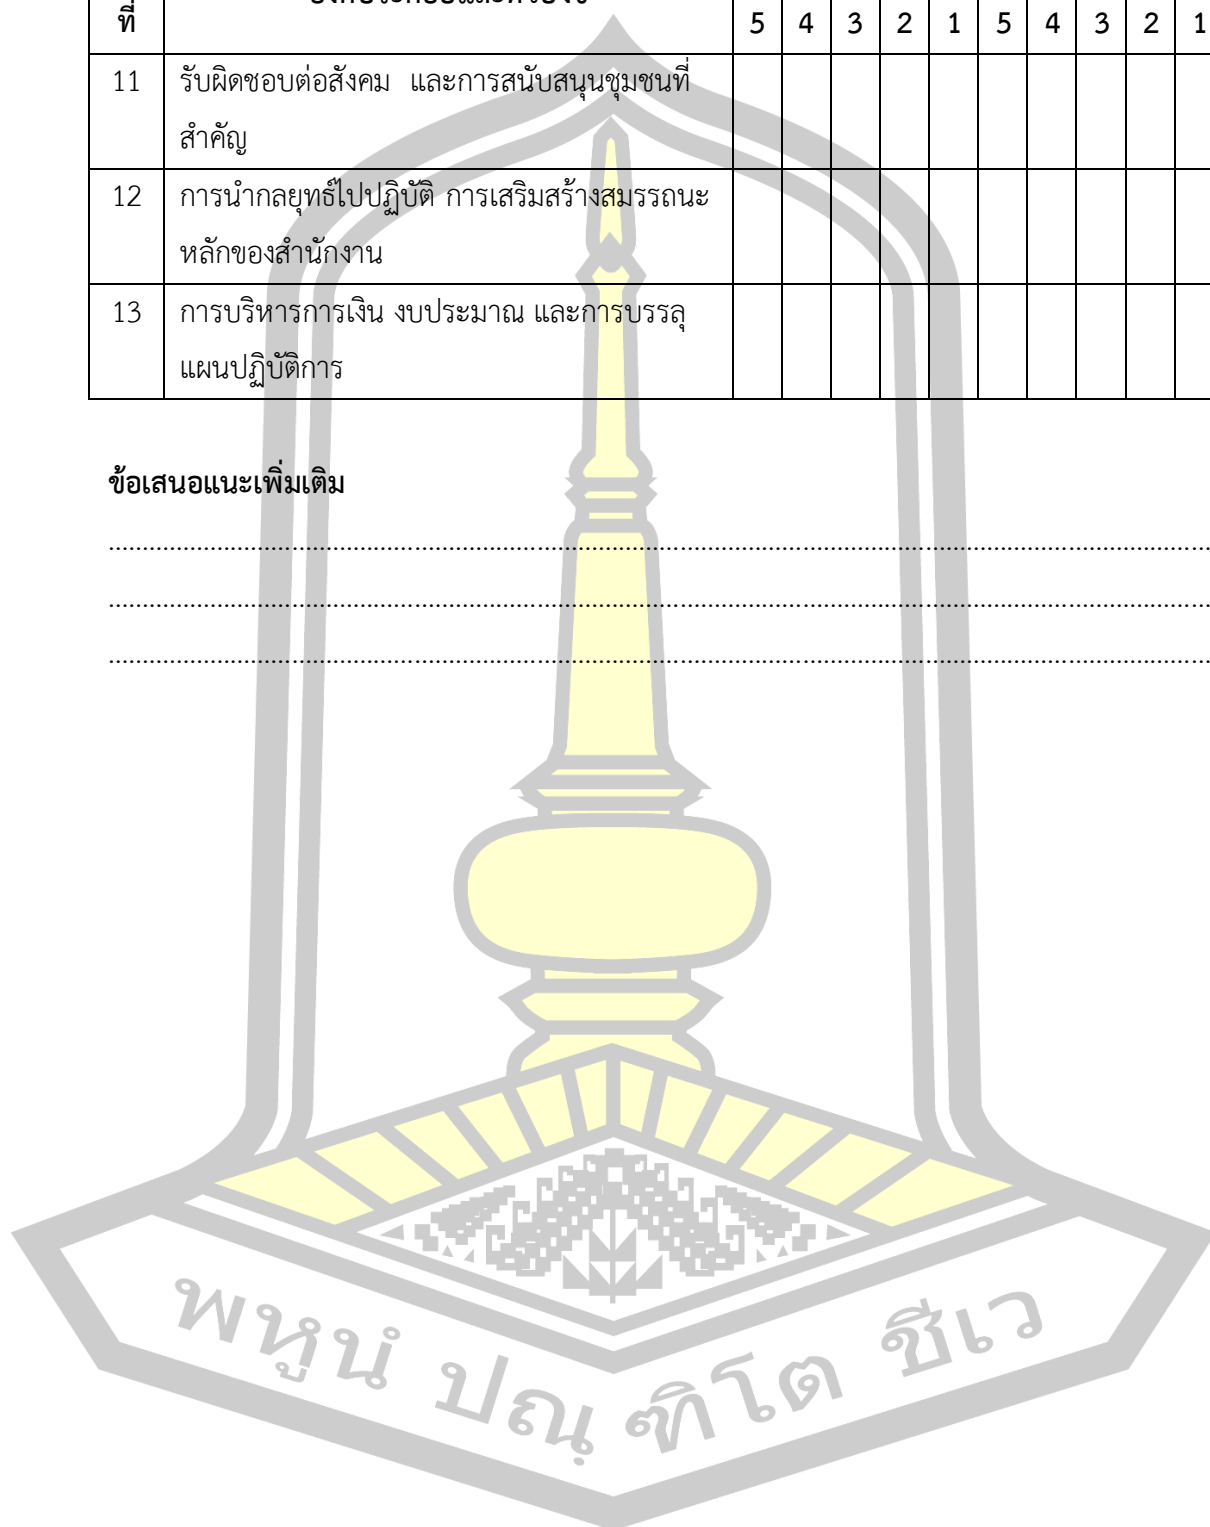 ที่ 5 4 3 2 1 5 4 3 2 1
11 รับผิดชอบต่อสังคม และการสนับสนุนชุมชนที่
สำคัญ
12 การนำกลยุทธ์ไปปฏิบัติ การเสริมสร้างสมรรถนะ
หลักของสำนักงาน
13 การบริหารการเงิน งบประมาณ และการบรรลุ
แผนปฏิบัติการ
ข้อเสนอแนะเพิ่มเติม
พหูนํ ปณฺฑิโต ชีเว